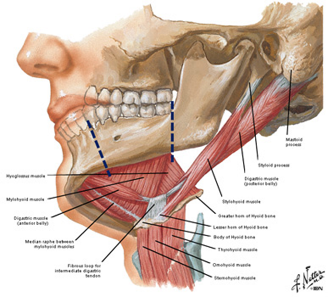 Mastoid
process
Styloid process
Digastric muscle
(posterior belly)
Hyoglossus muscle
Mylohyoid muscle
Digastric muscle
(anterior belly)
Median raphe between
mylohyoid muscles
Fibrous loop for
intermediate digastric
tendon
Stylohyoid muscle
Greater horn of Hyoid bone
Lesser horn of Hyoid bone
Body of Hyoid bone
Thyrohyoid muscle
Omohyoid muscle
Sternohyoid muscle
F. Netter